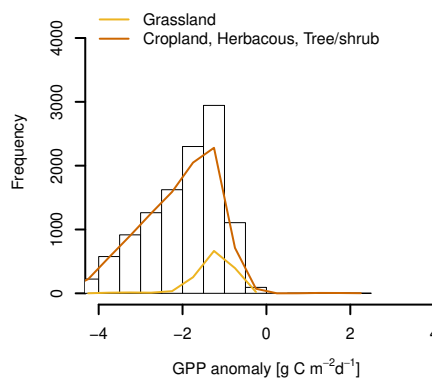 Grassland
Cropland, Herbacous, Tree/shrub
4000
3000
2000
1000
0
Frequency
−4 −2 0 2 4
GPP anomaly [g C m⁻²d⁻¹]